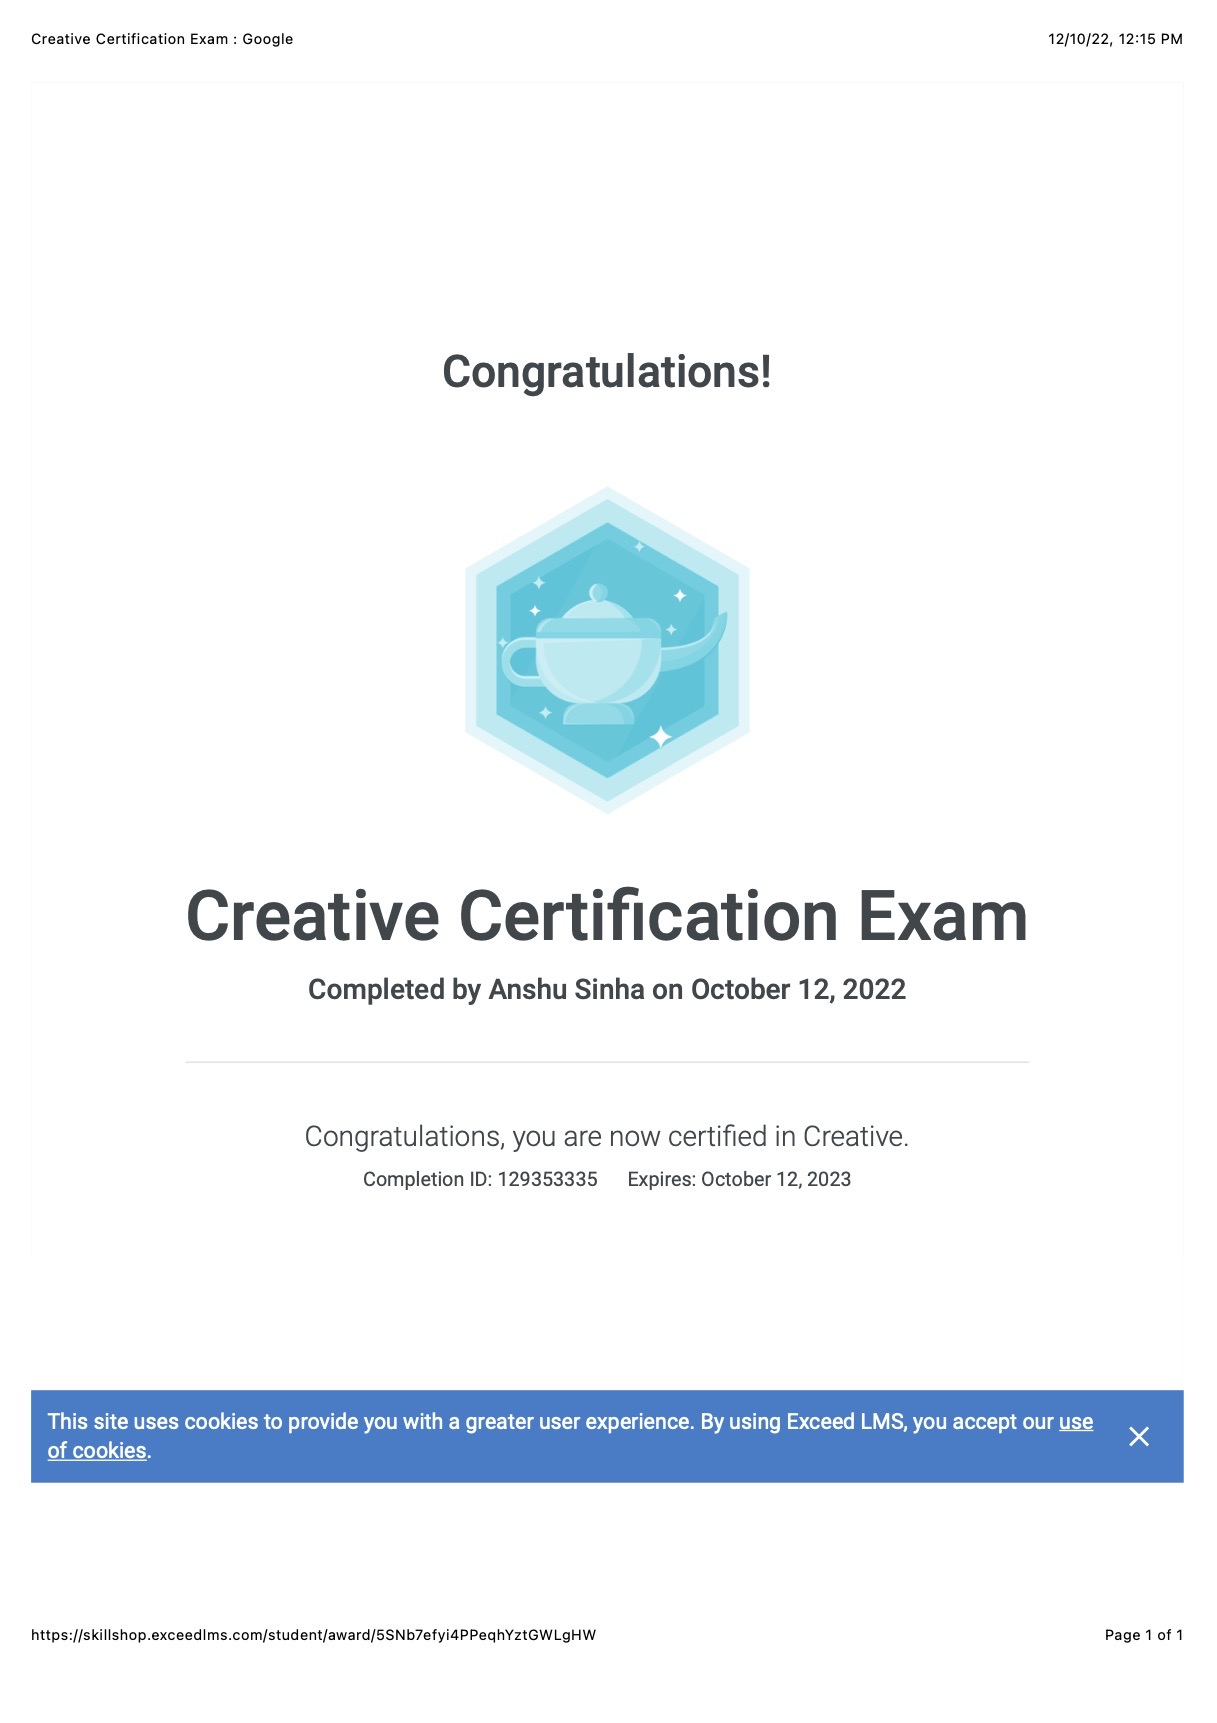 Creative Certification Exam : Google
12/10/22, 12:15 PM
Congratulations!
Creative Certification Exam
Completed by Anshu Sinha on October 12, 2022
Congratulations, you are now certified in Creative.
Completion ID: 129353335
Expires: October 12, 2023
This site uses cookies to provide you with a greater user experience. By using Exceed LMS, you accept our use
of cookies.
https://skillshop.exceedlms.com/student/award/5SNb7efyi4PPeqhYztGWLgHW
Page 1 of 1